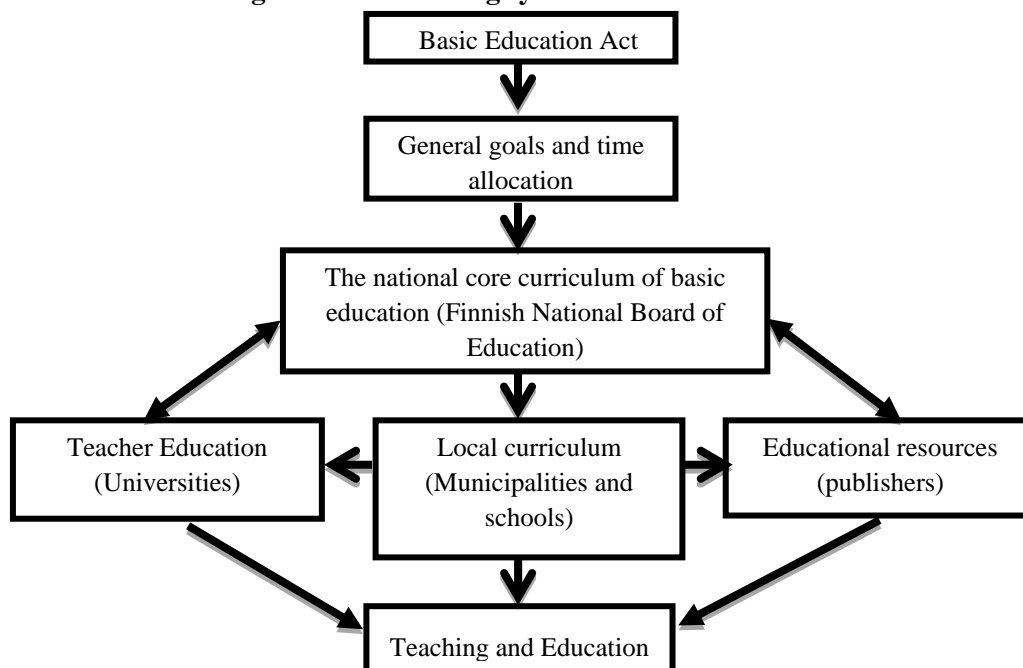 Basic Education Act
General goals and time
allocation
The national core curriculum of basic
education (Finnish National Board of
Education)
Teacher Education
(Universities)
Local curriculum
(Municipalities and
schools)
Educational resources
(publishers)
Teaching and Education